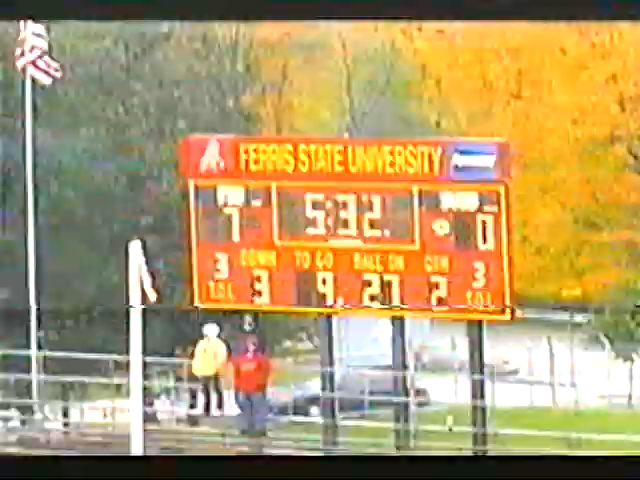 FERRIS STATE UNIVERSITY
7 5:32 0
3 DOWN TO GO BALL ON QTR 3
T.O.L 3 9 27 2 T.O.L